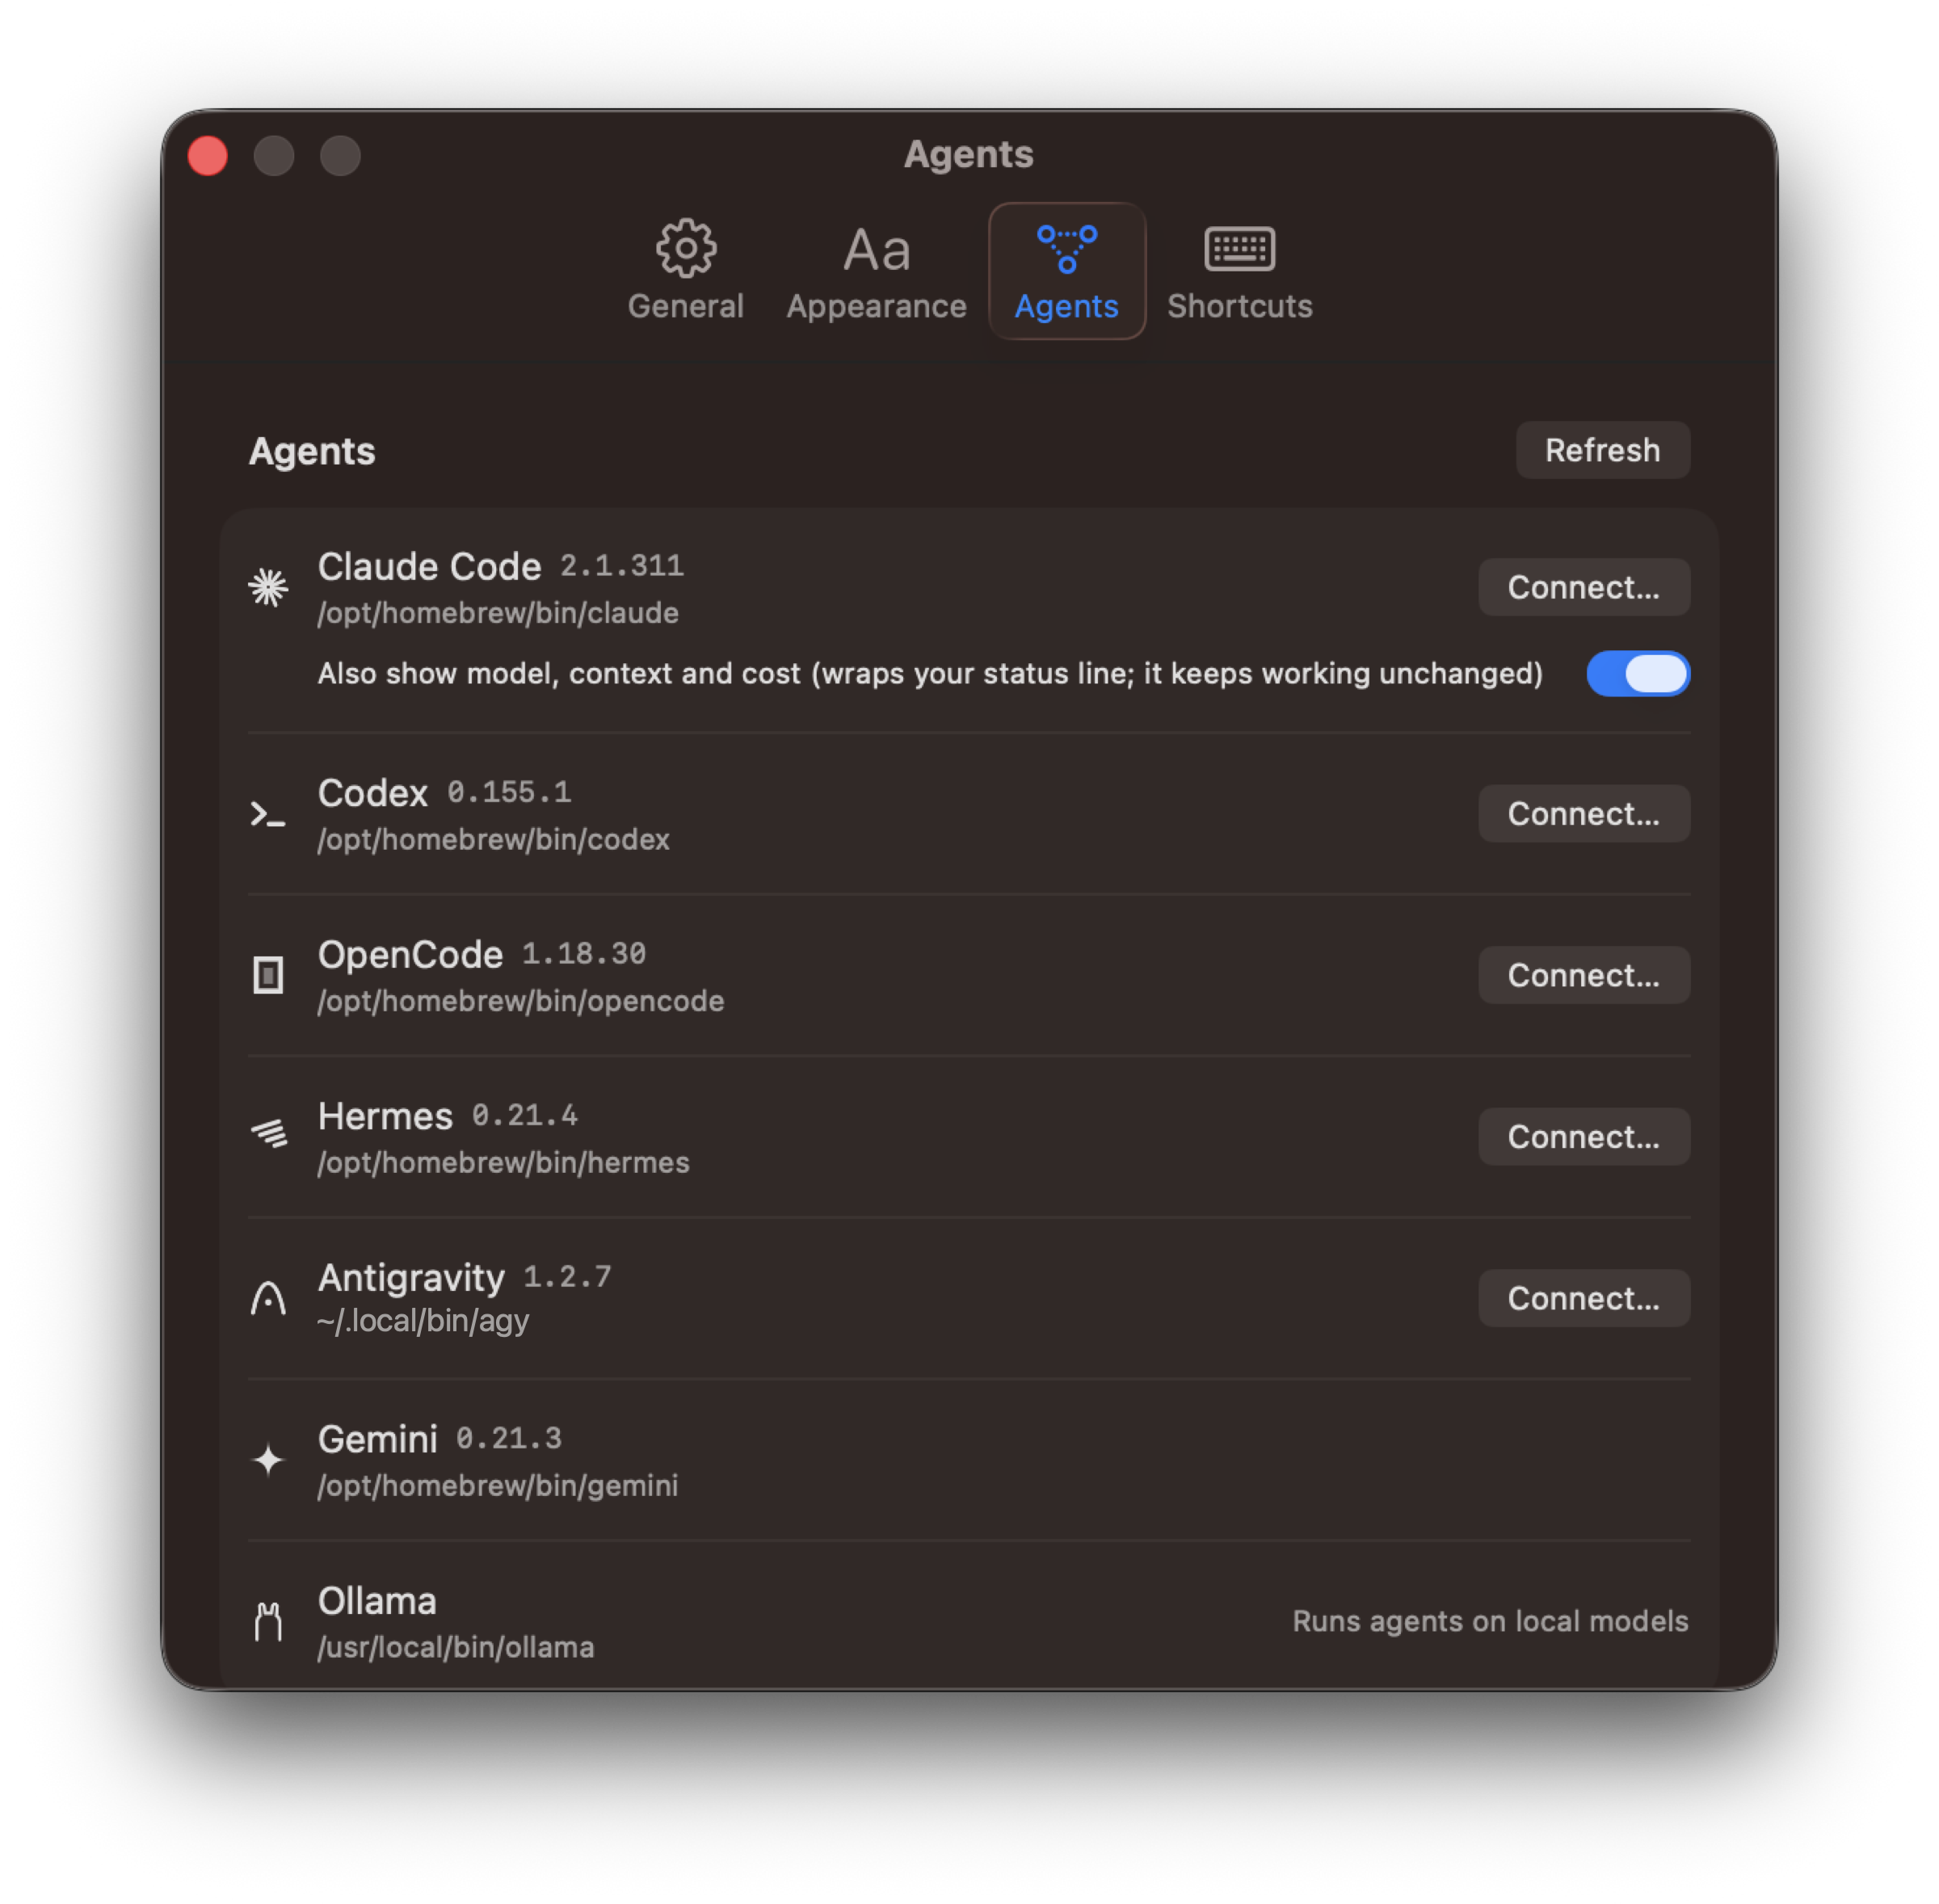 Agents
General
Appearance
Agents
Shortcuts
Agents
Refresh
Claude Code 2.1.311
/opt/homebrew/bin/claude
Connect...
Also show model, context and cost (wraps your status line; it keeps working unchanged)
Codex 0.155.1
/opt/homebrew/bin/codex
Connect...
OpenCode 1.18.30
/opt/homebrew/bin/opencode
Connect...
Hermes 0.21.4
/opt/homebrew/bin/hermes
Connect...
Antigravity 1.2.7
~/.local/bin/agy
Connect...
Gemini 0.21.3
/opt/homebrew/bin/gemini
Ollama
/usr/local/bin/ollama
Runs agents on local models